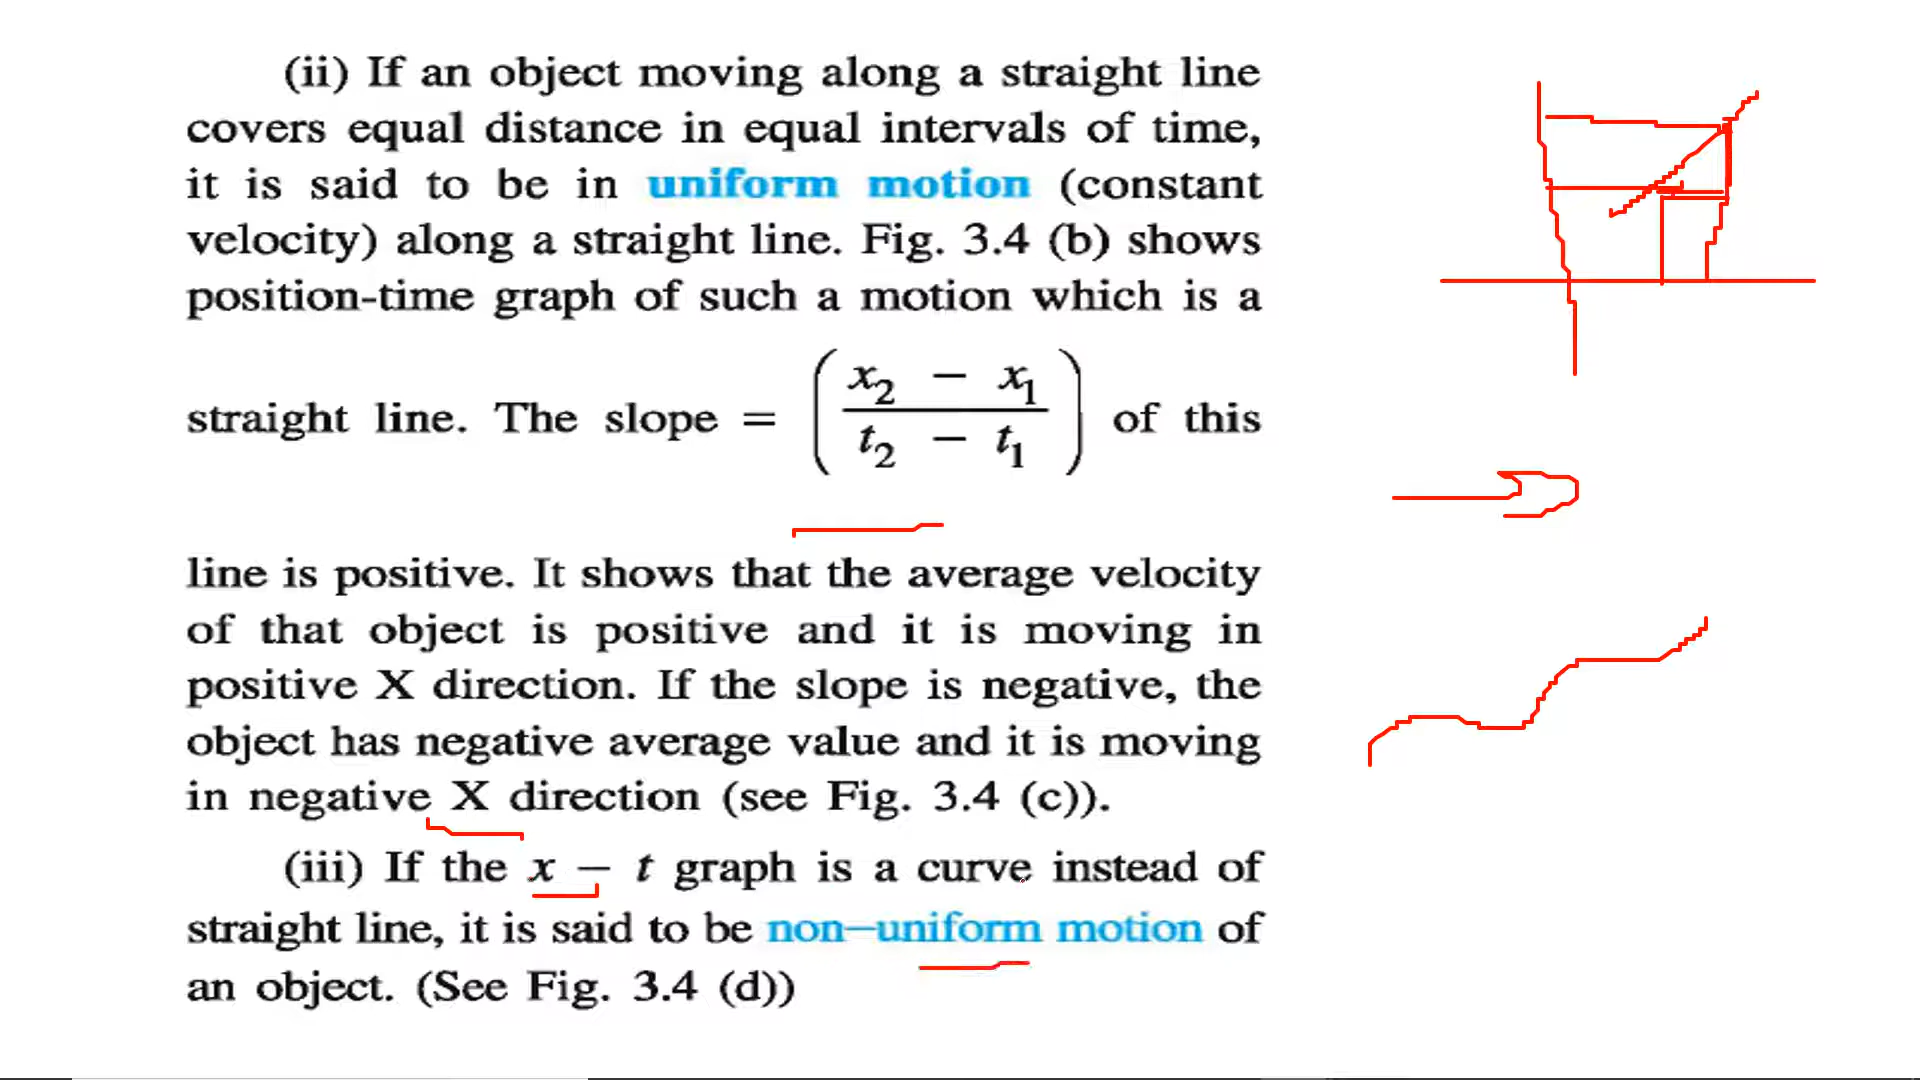 (ii) If an object moving along a straight line
covers equal distance in equal intervals of time,
it is said to be in uniform motion (constant
velocity) along a straight line. Fig. 3.4 (b) shows
position-time graph of such a motion which is a
straight line. The slope = (x₂ − x₁ / t₂ − t₁) of this
line is positive. It shows that the average velocity
of that object is positive and it is moving in
positive X direction. If the slope is negative, the
object has negative average value and it is moving
in negative X direction (see Fig. 3.4 (c)).
(iii) If the x − t graph is a curve instead of
straight line, it is said to be non−uniform motion of
an object. (See Fig. 3.4 (d))